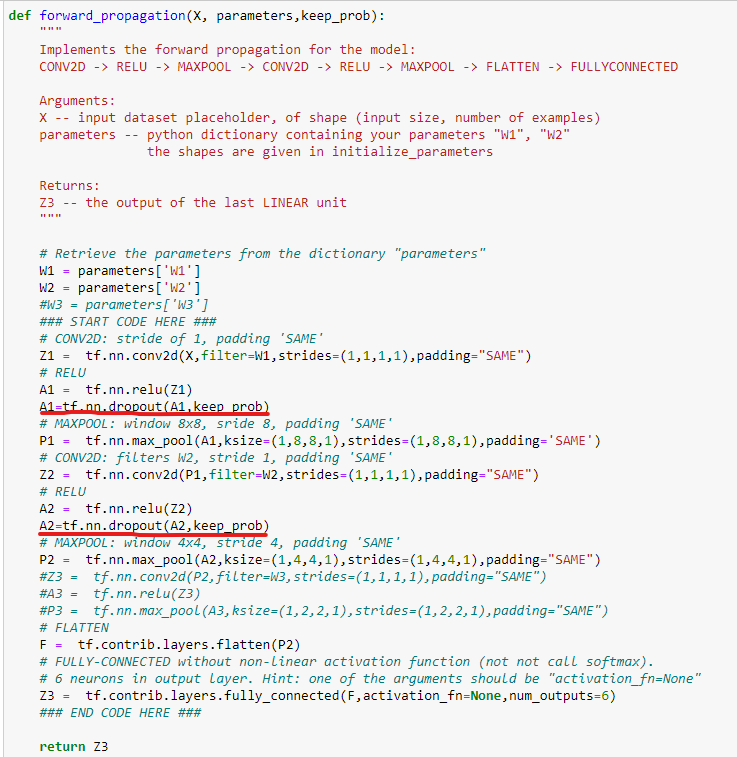 def forward_propagation(X, parameters,keep_prob):
"""
Implements the forward propagation for the model:
CONV2D -> RELU -> MAXPOOL -> CONV2D -> RELU -> MAXPOOL -> FLATTEN -> FULLYCONNECTED
Arguments:
X -- input dataset placeholder, of shape (input size, number of examples)
parameters -- python dictionary containing your parameters "W1", "W2"
the shapes are given in initialize_parameters
Returns:
Z3 -- the output of the last LINEAR unit
"""
# Retrieve the parameters from the dictionary "parameters"
W1 = parameters['W1']
W2 = parameters['W2']
#W3 = parameters['W3']
### START CODE HERE ###
# CONV2D: stride of 1, padding 'SAME'
Z1 =  tf.nn.conv2d(X,filter=W1,strides=(1,1,1,1),padding="SAME")
# RELU
A1 =  tf.nn.relu(Z1)
A1=tf.nn.dropout(A1,keep_prob)
# MAXPOOL: window 8x8, sride 8, padding 'SAME'
P1 =  tf.nn.max_pool(A1,ksize=(1,8,8,1),strides=(1,8,8,1),padding='SAME')
# CONV2D: filters W2, stride 1, padding 'SAME'
Z2 =  tf.nn.conv2d(P1,filter=W2,strides=(1,1,1,1),padding="SAME")
# RELU
A2 =  tf.nn.relu(Z2)
A2=tf.nn.dropout(A2,keep_prob)
# MAXPOOL: window 4x4, stride 4, padding 'SAME'
P2 =  tf.nn.max_pool(A2,ksize=(1,4,4,1),strides=(1,4,4,1),padding="SAME")
#Z3 =  tf.nn.conv2d(P2,filter=W3,strides=(1,1,1,1),padding="SAME")
#A3 =  tf.nn.relu(Z3)
#P3 =  tf.nn.max_pool(A3,ksize=(1,2,2,1),strides=(1,2,2,1),padding="SAME")
# FLATTEN
F =  tf.contrib.layers.flatten(P2)
# FULLY-CONNECTED without non-linear activation function (not not call softmax).
# 6 neurons in output layer. Hint: one of the arguments should be "activation_fn=None"
Z3 =  tf.contrib.layers.fully_connected(F,activation_fn=None,num_outputs=6)
### END CODE HERE ###
return Z3